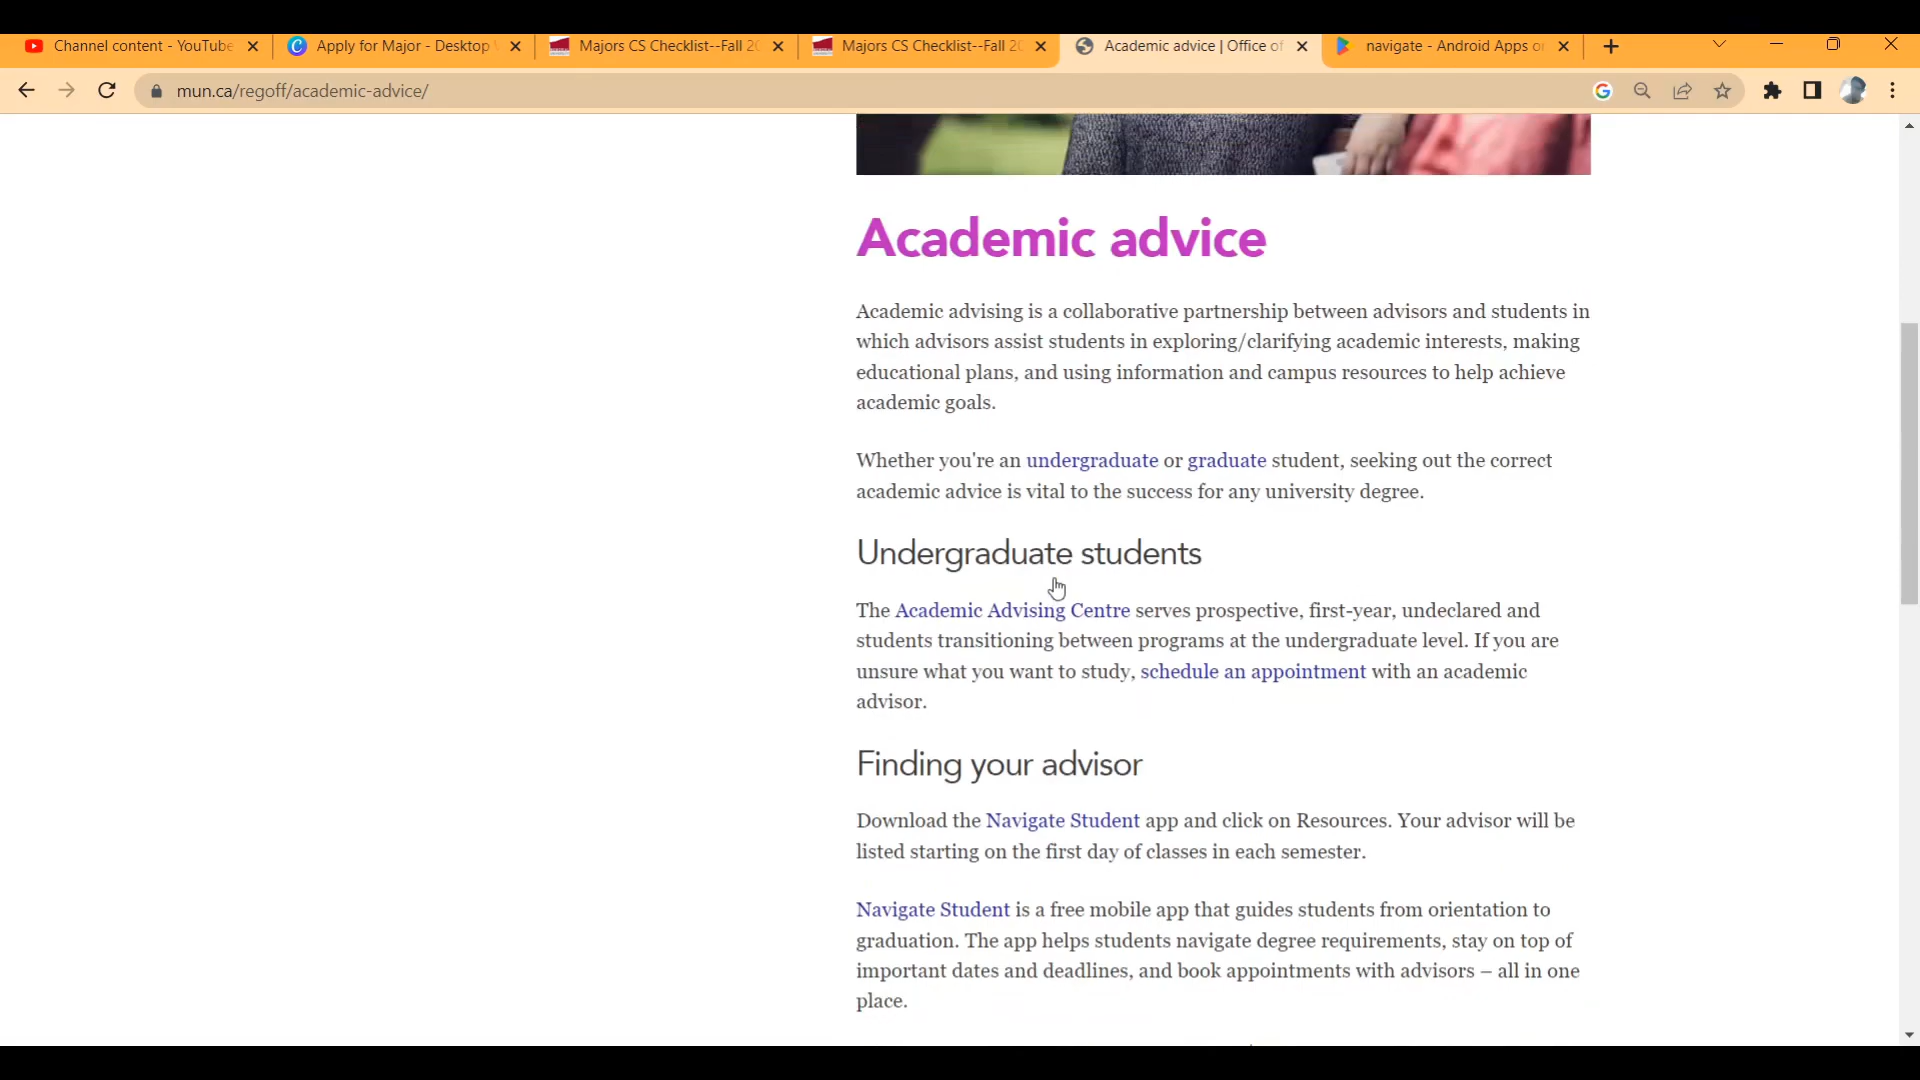 Channel content - YouTube
Apply for Major - Desktop
Majors CS Checklist--Fall 20
Majors CS Checklist--Fall 20
Academic advice | Office of
navigate - Android Apps on
mun.ca/regoff/academic-advice/
Academic advice
Academic advising is a collaborative partnership between advisors and students in
which advisors assist students in exploring/clarifying academic interests, making
educational plans, and using information and campus resources to help achieve
academic goals.
Whether you're an undergraduate or graduate student, seeking out the correct
academic advice is vital to the success for any university degree.
Undergraduate students
The Academic Advising Centre serves prospective, first-year, undeclared and
students transitioning between programs at the undergraduate level. If you are
unsure what you want to study, schedule an appointment with an academic
advisor.
Finding your advisor
Download the Navigate Student app and click on Resources. Your advisor will be
listed starting on the first day of classes in each semester.
Navigate Student is a free mobile app that guides students from orientation to
graduation. The app helps students navigate degree requirements, stay on top of
important dates and deadlines, and book appointments with advisors – all in one
place.